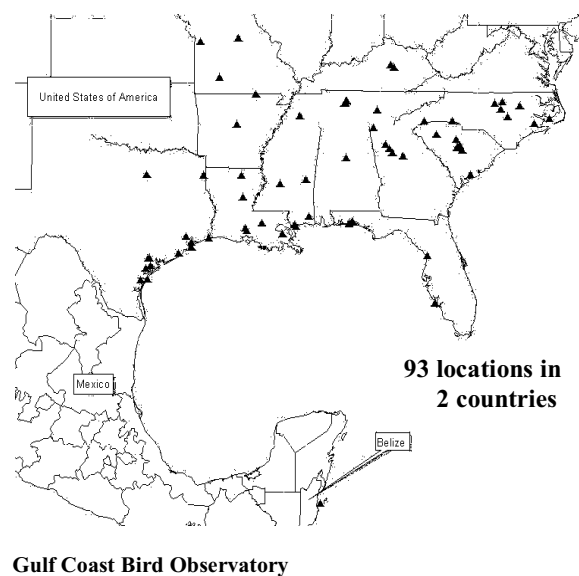 United States of America
93 locations in
2 countries
Mexico
Belize
Gulf Coast Bird Observatory